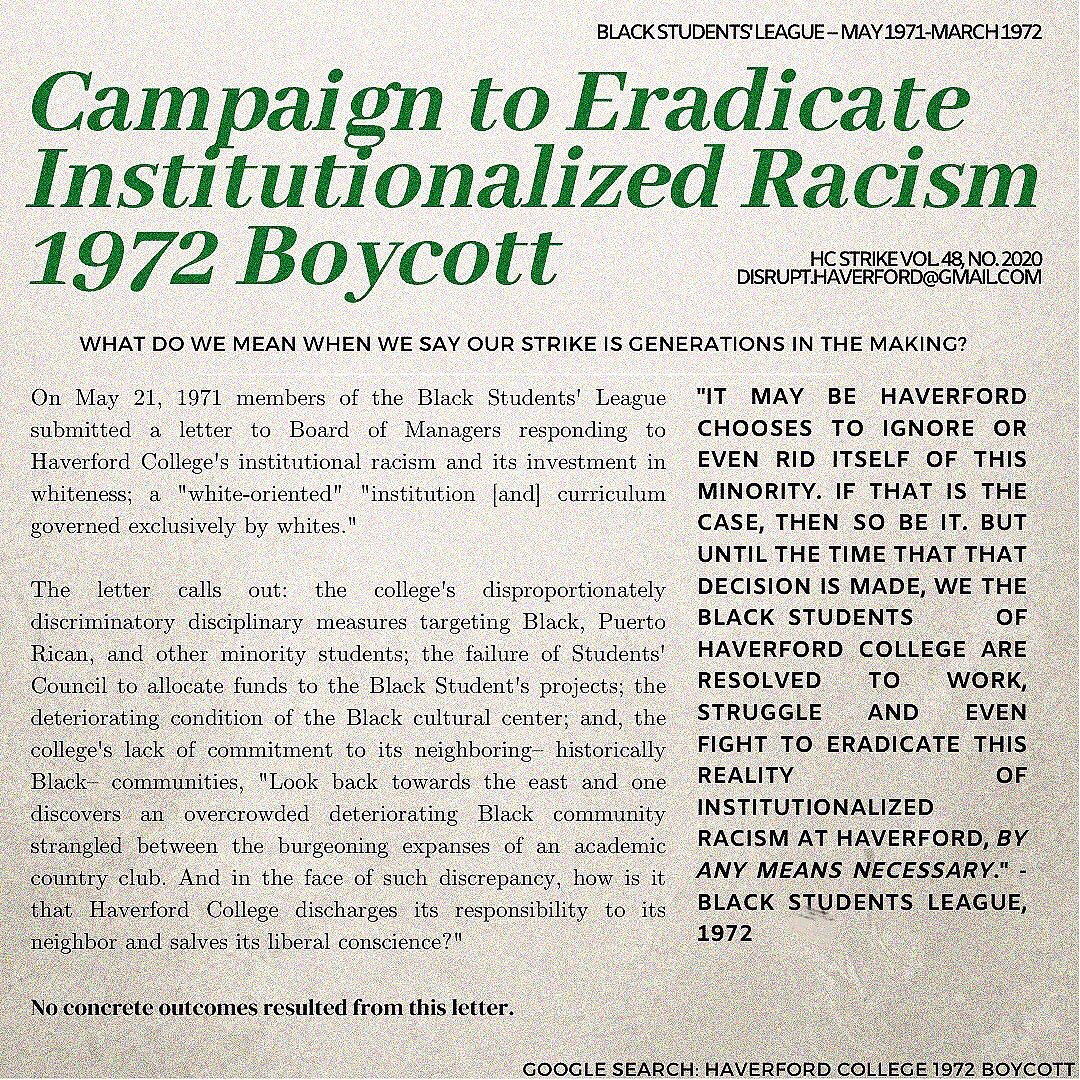 BLACK STUDENTS' LEAGUE – MAY 1971-MARCH 1972
Campaign to Eradicate
Institutionalized Racism
1972 Boycott
HC STRIKE VOL. 48, NO. 2020
DISRUPT.HAVERFORD@GMAIL.COM
WHAT DO WE MEAN WHEN WE SAY OUR STRIKE IS GENERATIONS IN THE MAKING?
On May 21, 1971 members of the Black Students' League
submitted a letter to Board of Managers responding to
Haverford College's institutional racism and its investment in
whiteness; a "white-oriented" "institution [and] curriculum
governed exclusively by whites."
The letter calls out: the college's disproportionately
discriminatory disciplinary measures targeting Black, Puerto
Rican, and other minority students; the failure of Students'
Council to allocate funds to the Black Student's projects; the
deteriorating condition of the Black cultural center; and, the
college's lack of commitment to its neighboring– historically
Black– communities, "Look back towards the east and one
discovers an overcrowded deteriorating Black community
strangled between the burgeoning expanses of an academic
country club. And in the face of such discrepancy, how is it
that Haverford College discharges its responsibility to its
neighbor and salves its liberal conscience?"
No concrete outcomes resulted from this letter.
"IT MAY BE HAVERFORD
CHOOSES TO IGNORE OR
EVEN RID ITSELF OF THIS
MINORITY. IF THAT IS THE
CASE, THEN SO BE IT. BUT
UNTIL THE TIME THAT THAT
DECISION IS MADE, WE THE
BLACK STUDENTS OF
HAVERFORD COLLEGE ARE
RESOLVED TO WORK,
STRUGGLE AND EVEN
FIGHT TO ERADICATE THIS
REALITY OF
INSTITUTIONALIZED
RACISM AT HAVERFORD, BY
ANY MEANS NECESSARY." -
BLACK STUDENTS LEAGUE,
1972
GOOGLE SEARCH: HAVERFORD COLLEGE 1972 BOYCOTT